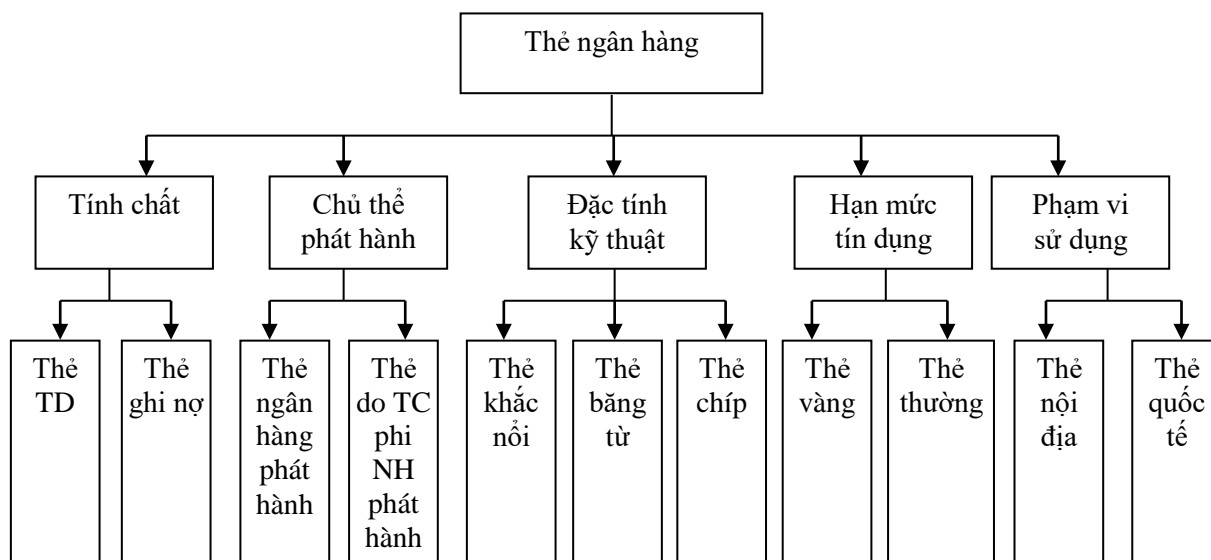 Thẻ ngân hàng
Tính chất
Chủ thể
phát hành
Đặc tính
kỹ thuật
Hạn mức
tín dụng
Phạm vi
sử dụng
Thẻ
TD
Thẻ
ghi nợ
Thẻ
ngân
hàng
phát
hành
Thẻ
do TC
phi
NH
phát
hành
Thẻ
khắc
nổi
Thẻ
băng
từ
Thẻ
chíp
Thẻ
vàng
Thẻ
thường
Thẻ
nội
địa
Thẻ
quốc
tế